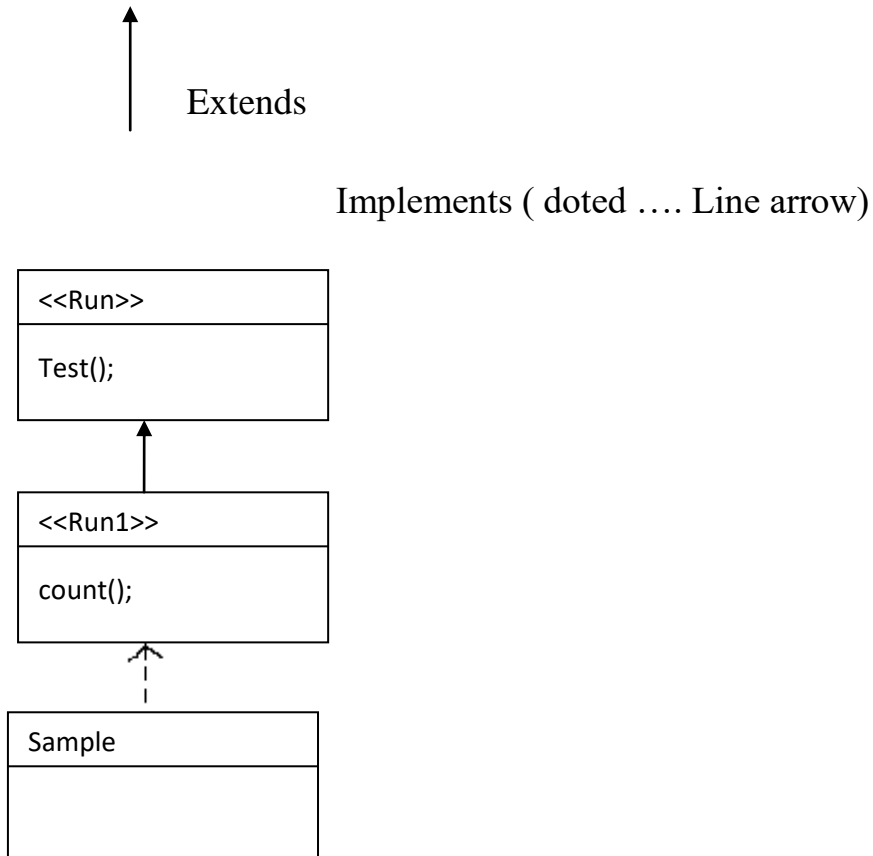 Extends
Implements ( doted …. Line arrow)
<<Run>>
Test();
<<Run1>>
count();
Sample